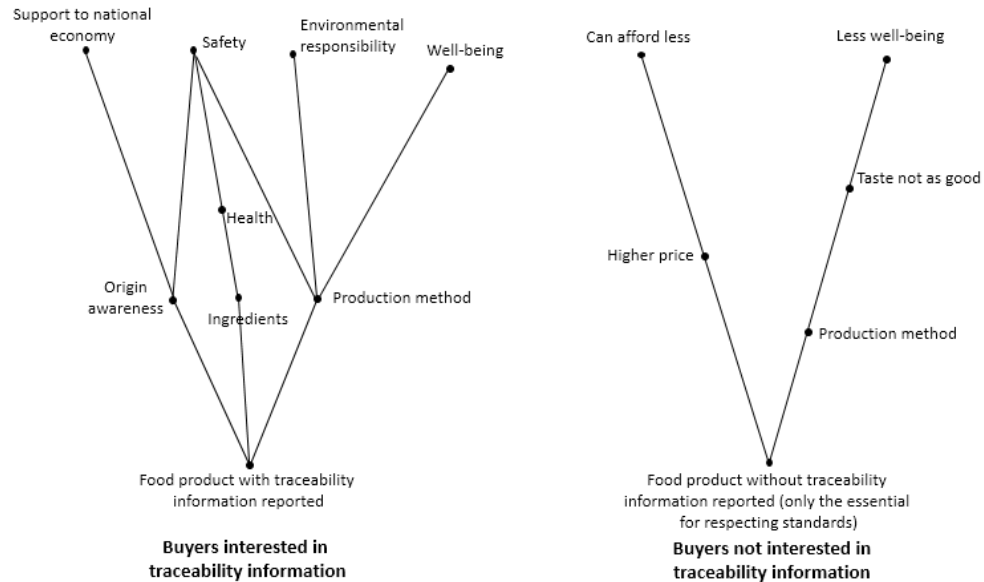 Support to national
economy
Safety
Environmental
responsibility
Well-being
Health
Origin
awareness
Ingredients
Production method
Food product with traceability
information reported
Buyers interested in
traceability information
Can afford less
Less well-being
Taste not as good
Higher price
Production method
Food product without traceability
information reported (only the essential
for respecting standards)
Buyers not interested in
traceability information